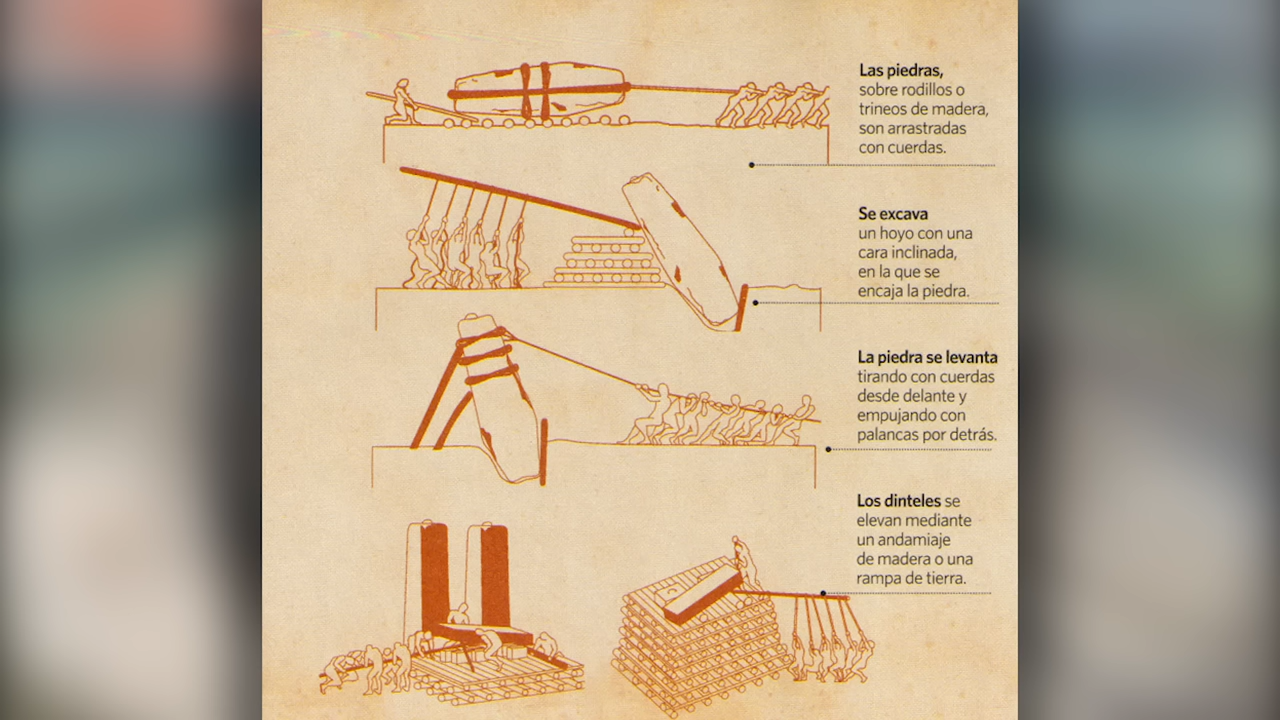 Las piedras,
sobre rodillos o
trineos de madera,
son arrastradas
con cuerdas.
Se excava
un hoyo con una
cara inclinada,
en la que se
encaja la piedra.
La piedra se levanta
tirando con cuerdas
desde delante y
empujando con
palancas por detrás.
Los dinteles se
elevan mediante
un andamiaje
de madera o una
rampa de tierra.